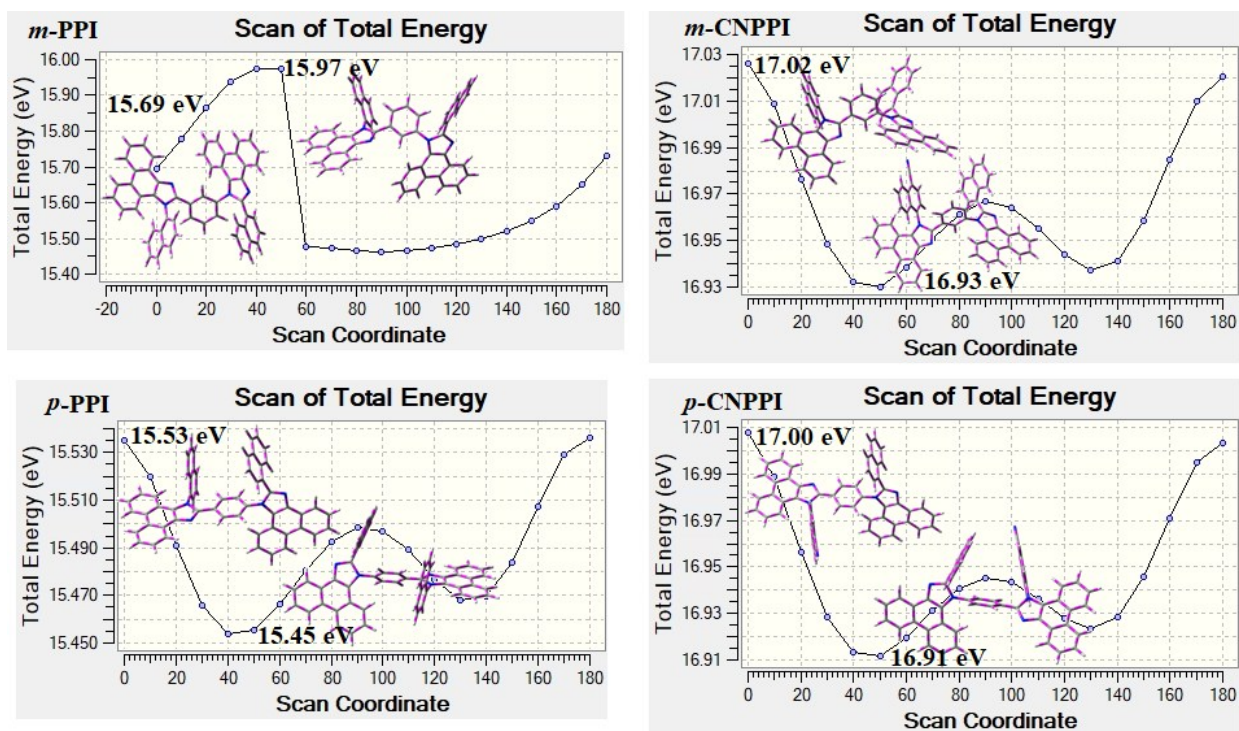 m-PPI
Scan of Total Energy
Total Energy (eV)
16.00
15.90
15.80
15.70
15.60
15.50
15.40
15.69 eV
15.97 eV
-20 0 20 40 60 80 100 120 140 160 180
Scan Coordinate
m-CNPPI
Scan of Total Energy
Total Energy (eV)
17.03
17.01
16.99
16.97
16.95
16.93
17.02 eV
16.93 eV
0 20 40 60 80 100 120 140 160 180
Scan Coordinate
p-PPI
Scan of Total Energy
Total Energy (eV)
15.530
15.510
15.490
15.470
15.450
15.53 eV
15.45 eV
0 20 40 60 80 100 120 140 160 180
Scan Coordinate
p-CNPPI
Scan of Total Energy
Total Energy (eV)
17.01
16.99
16.97
16.95
16.93
16.91
17.00 eV
16.91 eV
0 20 40 60 80 100 120 140 160 180
Scan Coordinate